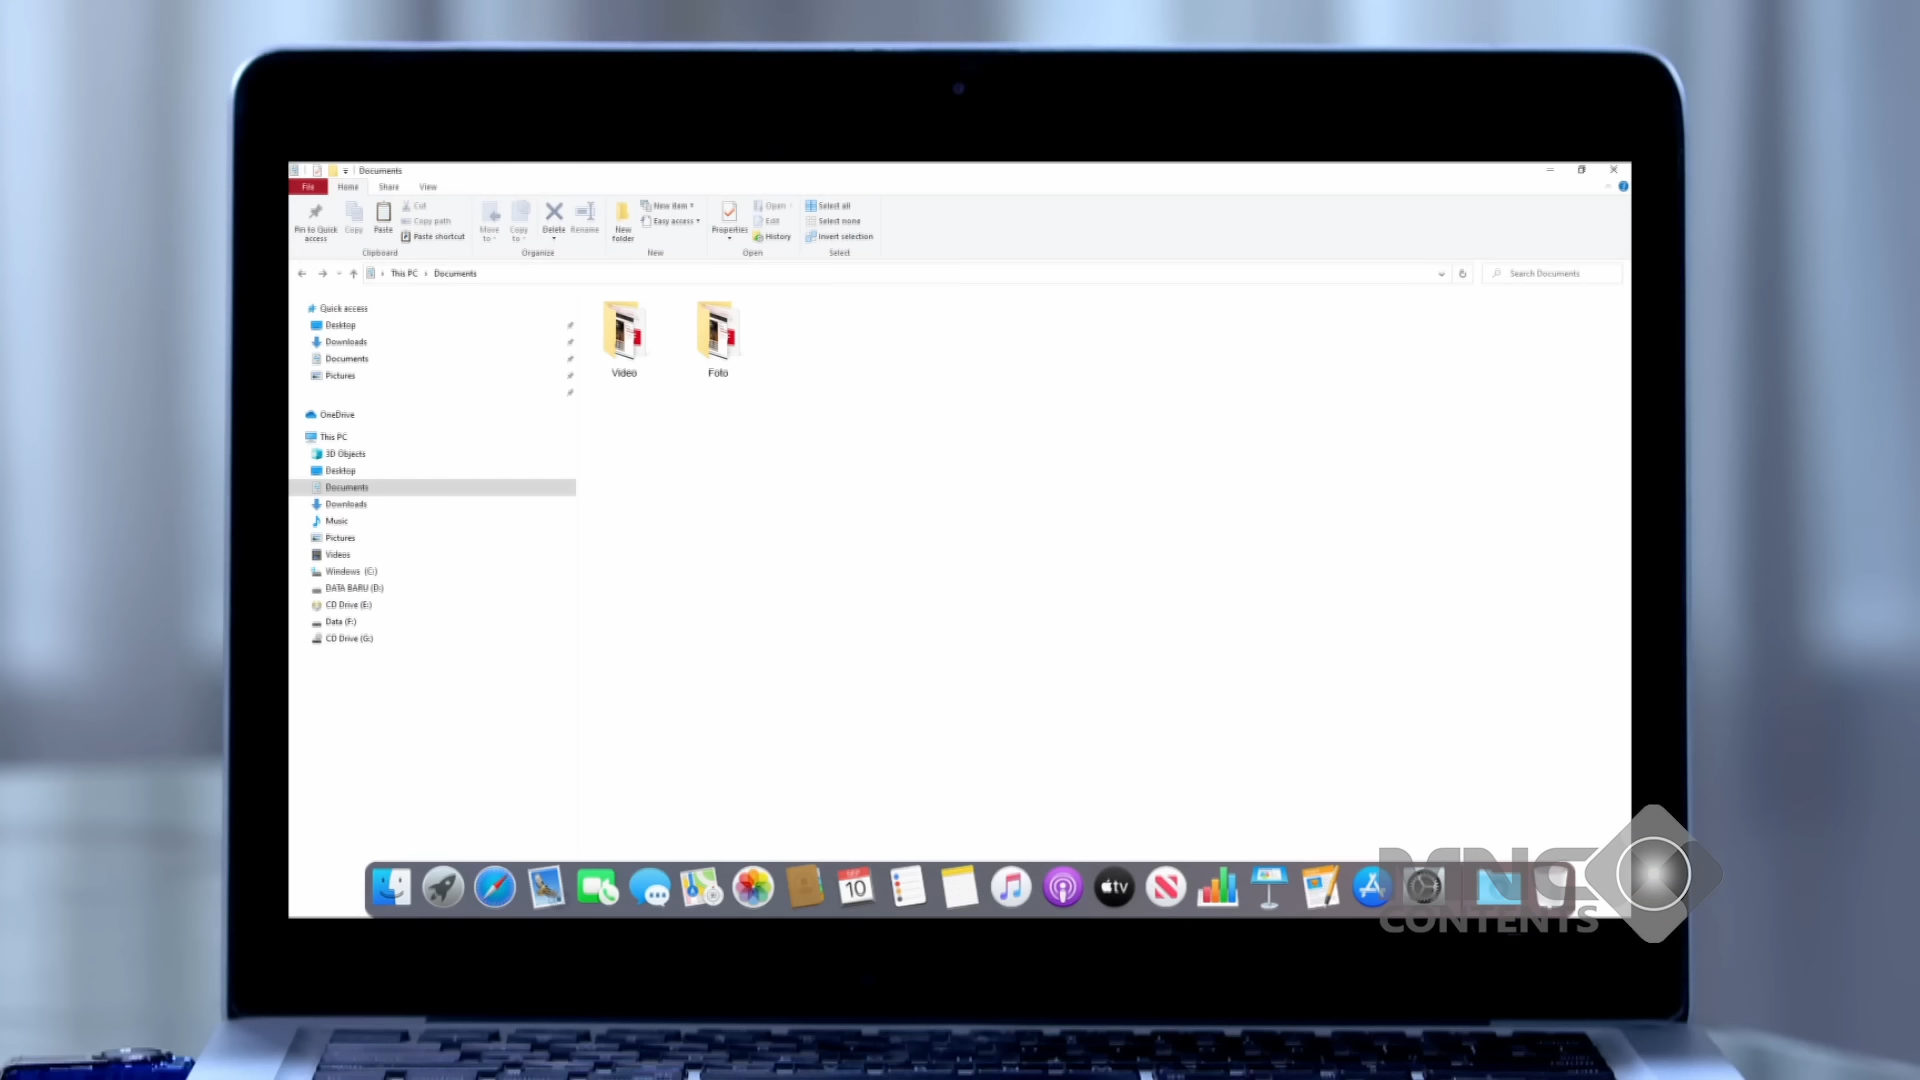 Documents
File Home Share View
Pin to Quick access
Copy
Paste
Cut
Copy path
Paste shortcut
Clipboard
Move to
Copy to
Delete
Rename
Organize
New folder
New item
Easy access
New
Properties
Open
Edit
History
Open
Select all
Select none
Invert selection
Select
This PC > Documents
Search Documents
Quick access
Desktop
Downloads
Documents
Pictures
OneDrive
This PC
3D Objects
Desktop
Documents
Downloads
Music
Pictures
Videos
Windows (C:)
DATA BARU (D:)
CD Drive (E:)
Data (F:)
CD Drive (G:)
Video
Foto
SEP
10
tv
MNC
CONTENTS